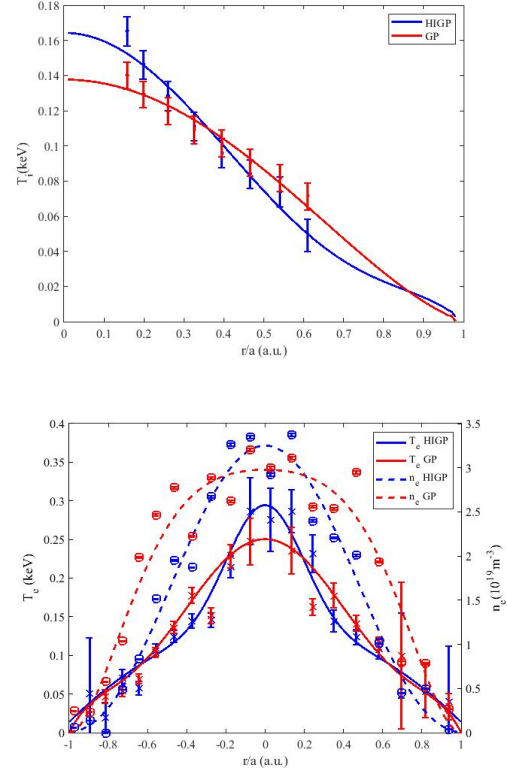 0.18
0.16
0.14
0.12
0.1
0.08
0.06
0.04
0.02
0
T_i(keV)
HIGP
GP
0 0.1 0.2 0.3 0.4 0.5 0.6 0.7 0.8 0.9 1
r/a (a.u.)
0.4
0.35
0.3
0.25
0.2
0.15
0.1
0.05
0
T_e (keV)
T_e HIGP
T_e GP
n_e HIGP
n_e GP
3.5
3
2.5
2
1.5
1
0.5
0
n_e (10^19 m^-3)
-1 -0.8 -0.6 -0.4 -0.2 0 0.2 0.4 0.6 0.8 1
r/a (a.u.)